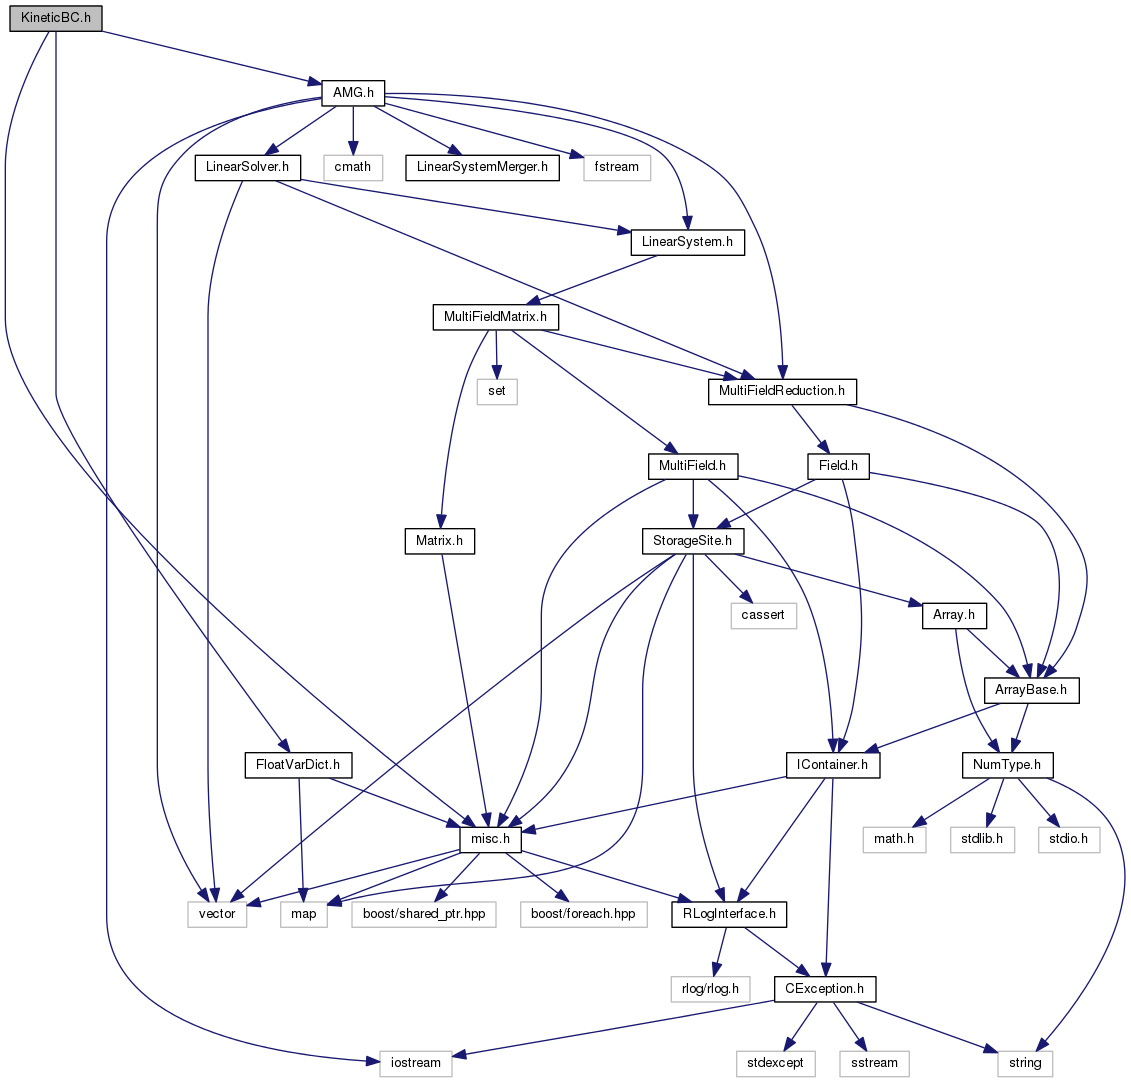 KineticBC.h
AMG.h
LinearSolver.h
cmath
LinearSystemMerger.h
fstream
LinearSystem.h
MultiFieldMatrix.h
set
MultiFieldReduction.h
MultiField.h
Field.h
Matrix.h
StorageSite.h
cassert
Array.h
ArrayBase.h
FloatVarDict.h
IContainer.h
NumType.h
misc.h
math.h
stdlib.h
stdio.h
vector
map
boost/shared_ptr.hpp
boost/foreach.hpp
RLogInterface.h
rlog/rlog.h
CException.h
iostream
stdexcept
sstream
string